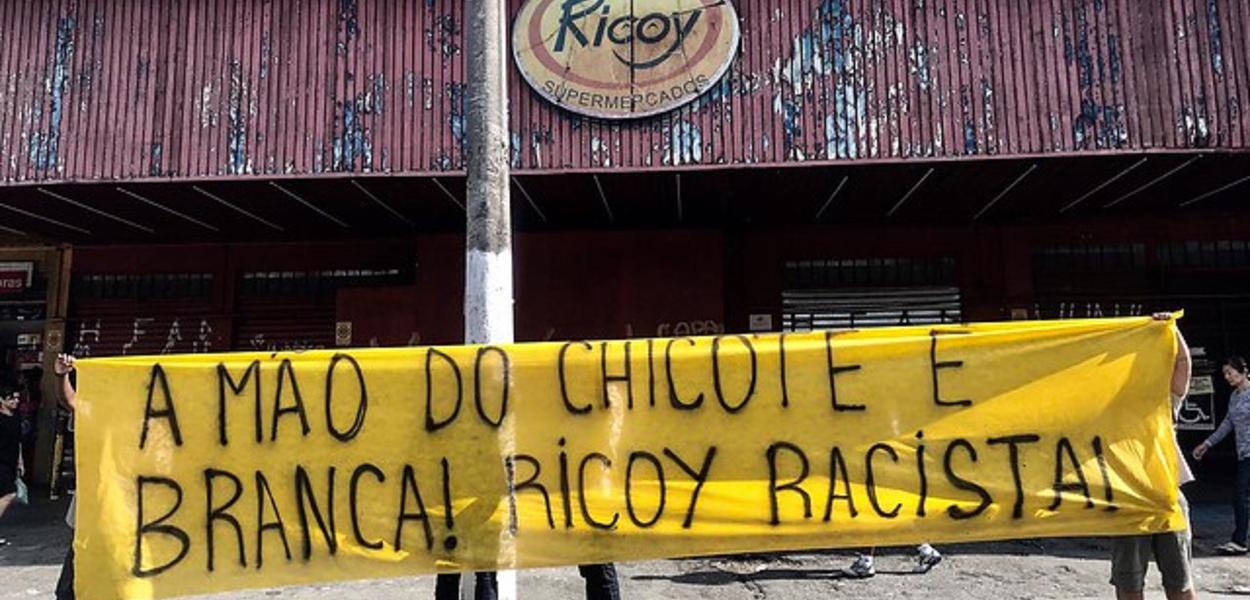 Ricoy
SUPERMERCADOS
A MÃO DO CHICOTE E
BRANCA! RICOY RACISTA!